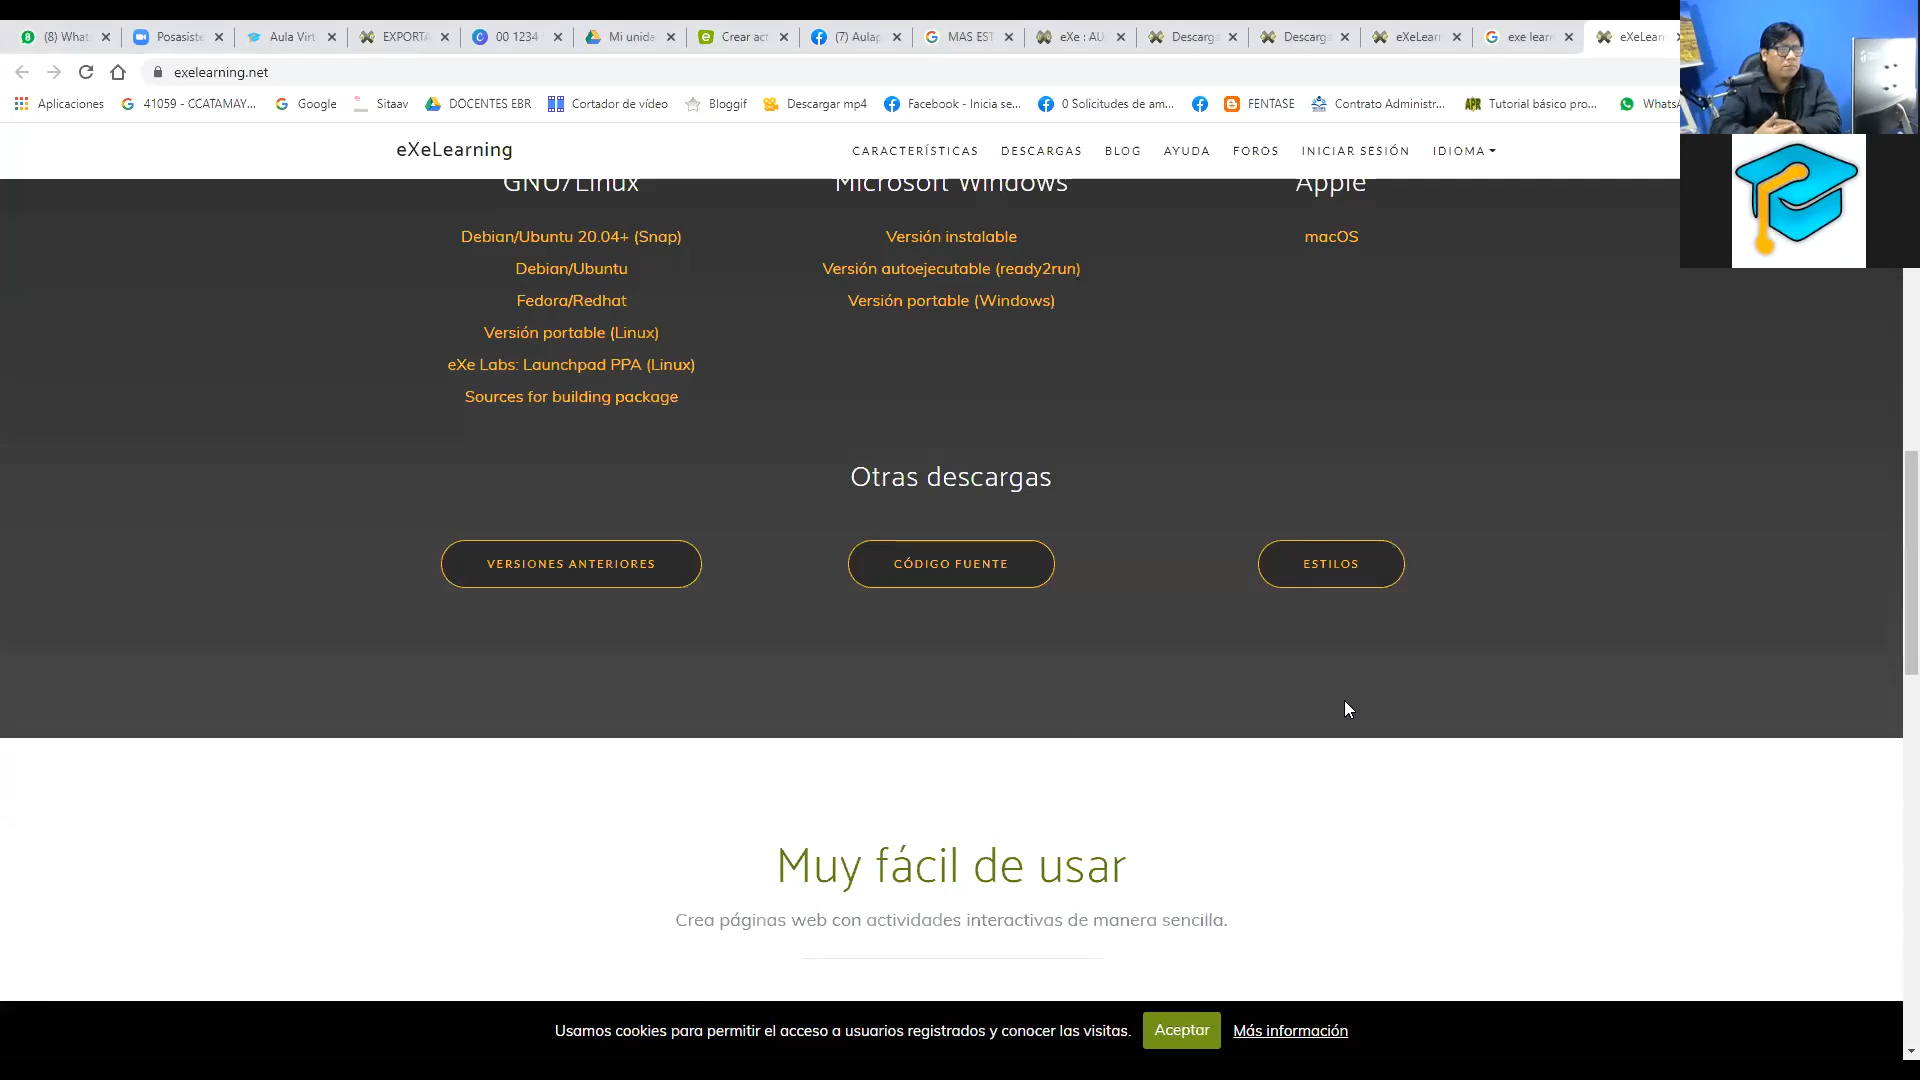 (8) What
Posasiste
Aula Virt
EXPORTA
00 1234
Mi unida
Crear act
(7) Aulap
MAS EST
eXe : AU
Descarga
Descarga
eXeLearn
exe learn
eXeLearn
exelearning.net
Aplicaciones
41059 - CCATAMAY...
Google
Sitaav
DOCENTES EBR
Cortador de vídeo
Bloggif
Descargar mp4
Facebook - Inicia se...
0 Solicitudes de am...
FENTASE
Contrato Administr...
Tutorial básico pro...
WhatsA
eXeLearning
CARACTERÍSTICAS
DESCARGAS
BLOG
AYUDA
FOROS
INICIAR SESIÓN
IDIOMA
GNU/Linux
Microsoft Windows
Apple
Debian/Ubuntu 20.04+ (Snap)
Versión instalable
macOS
Debian/Ubuntu
Versión autoejecutable (ready2run)
Fedora/Redhat
Versión portable (Windows)
Versión portable (Linux)
eXe Labs: Launchpad PPA (Linux)
Sources for building package
Otras descargas
VERSIONES ANTERIORES
CÓDIGO FUENTE
ESTILOS
Muy fácil de usar
Crea páginas web con actividades interactivas de manera sencilla.
Usamos cookies para permitir el acceso a usuarios registrados y conocer las visitas.
Aceptar
Más información